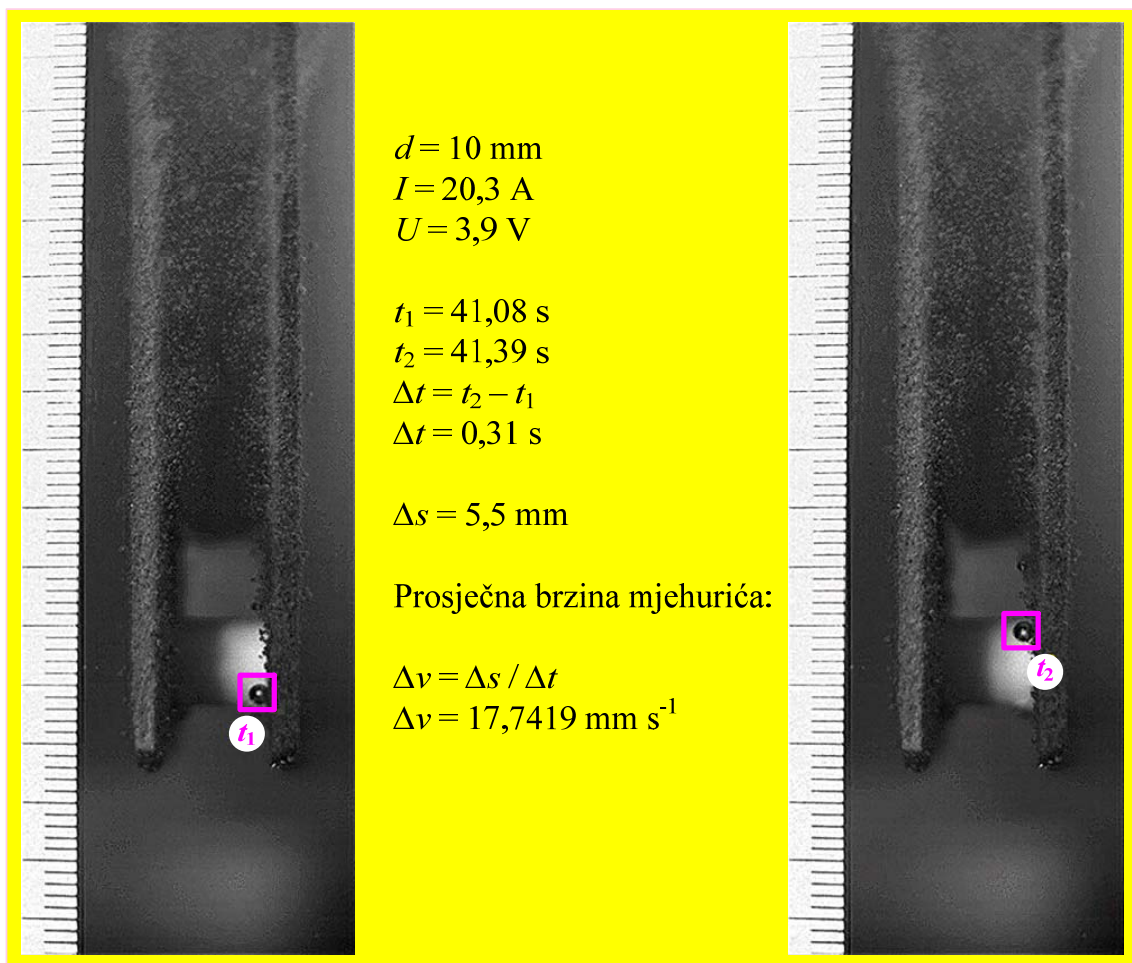 d = 10 mm
I = 20,3 A
U = 3,9 V
t₁ = 41,08 s
t₂ = 41,39 s
Δt = t₂ – t₁
Δt = 0,31 s
Δs = 5,5 mm
Prosječna brzina mjehurića:
Δv = Δs / Δt
Δv = 17,7419 mm s⁻¹
t₁
t₂